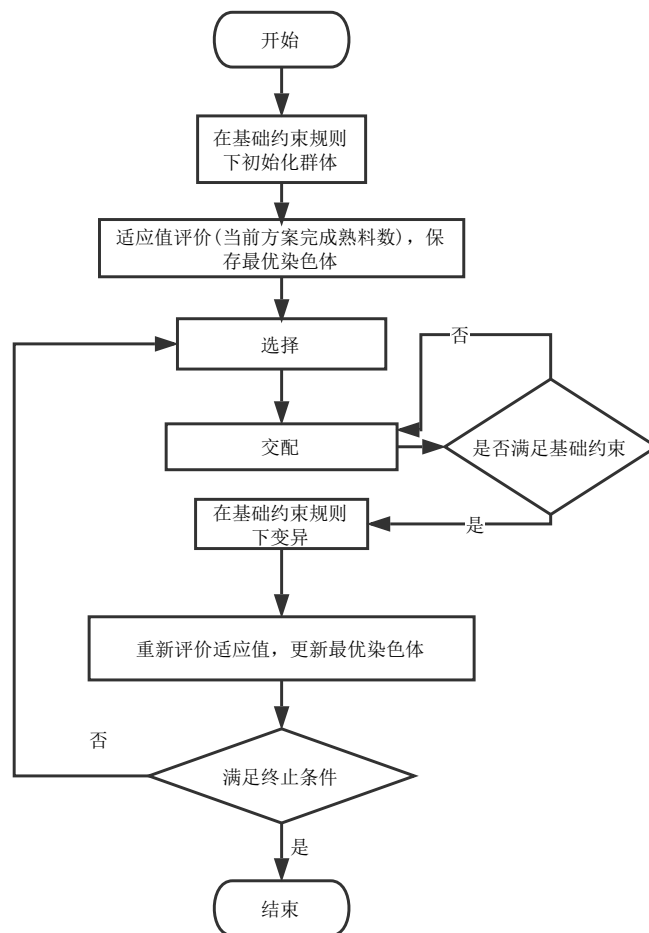 开始
在基础约束规则
下初始化群体
适应值评价(当前方案完成熟料数),保
存最优染色体
选择
否
交配
是否满足基础约束
在基础约束规则
下变异
是
重新评价适应值,更新最优染色体
否
满足终止条件
是
结束